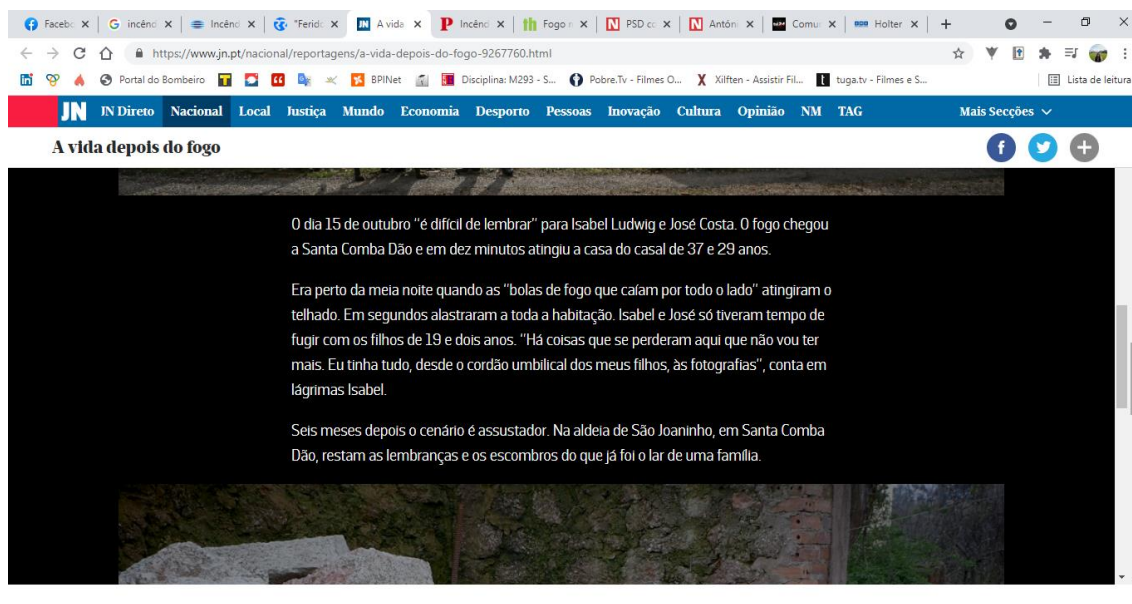 Facebo
incênd
Incênd
"Ferido
A vida
Incênd
Fogo n
PSD co
Antón
Comu
Holter
https://www.jn.pt/nacional/reportagens/a-vida-depois-do-fogo-9267760.html
Portal do Bombeiro
BPINet
Disciplina: M293 - S...
Pobre.Tv - Filmes O...
Xilften - Assistir Fil...
tuga.tv - Filmes e S...
Lista de leitura
JN JN Direto Nacional Local Justiça Mundo Economia Desporto Pessoas Inovação Cultura Opinião NM TAG Mais Secções
A vida depois do fogo
O dia 15 de outubro "é difícil de lembrar" para Isabel Ludwig e José Costa. O fogo chegou
a Santa Comba Dão e em dez minutos atingiu a casa do casal de 37 e 29 anos.
Era perto da meia noite quando as "bolas de fogo que caíam por todo o lado" atingiram o
telhado. Em segundos alastraram a toda a habitação. Isabel e José só tiveram tempo de
fugir com os filhos de 19 e dois anos. "Há coisas que se perderam aqui que não vou ter
mais. Eu tinha tudo, desde o cordão umbilical dos meus filhos, às fotografias", conta em
lágrimas Isabel.
Seis meses depois o cenário é assustador. Na aldeia de São Joaninho, em Santa Comba
Dão, restam as lembranças e os escombros do que já foi o lar de uma família.